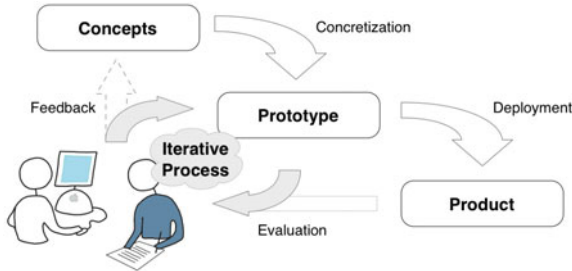 Concepts
Concretization
Feedback
Prototype
Deployment
Iterative
Process
Product
Evaluation